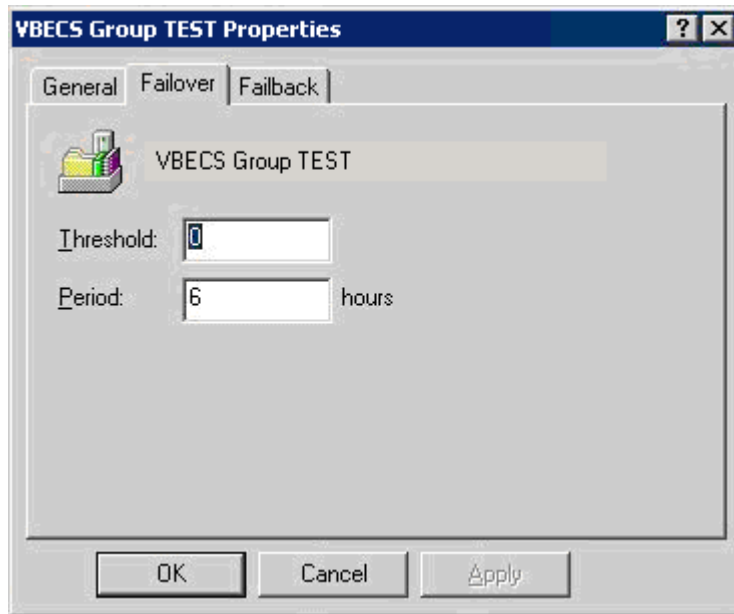 VBECS Group TEST Properties
General Failover Failback
VBECS Group TEST
Threshold: 0
Period: 6 hours
OK Cancel Apply